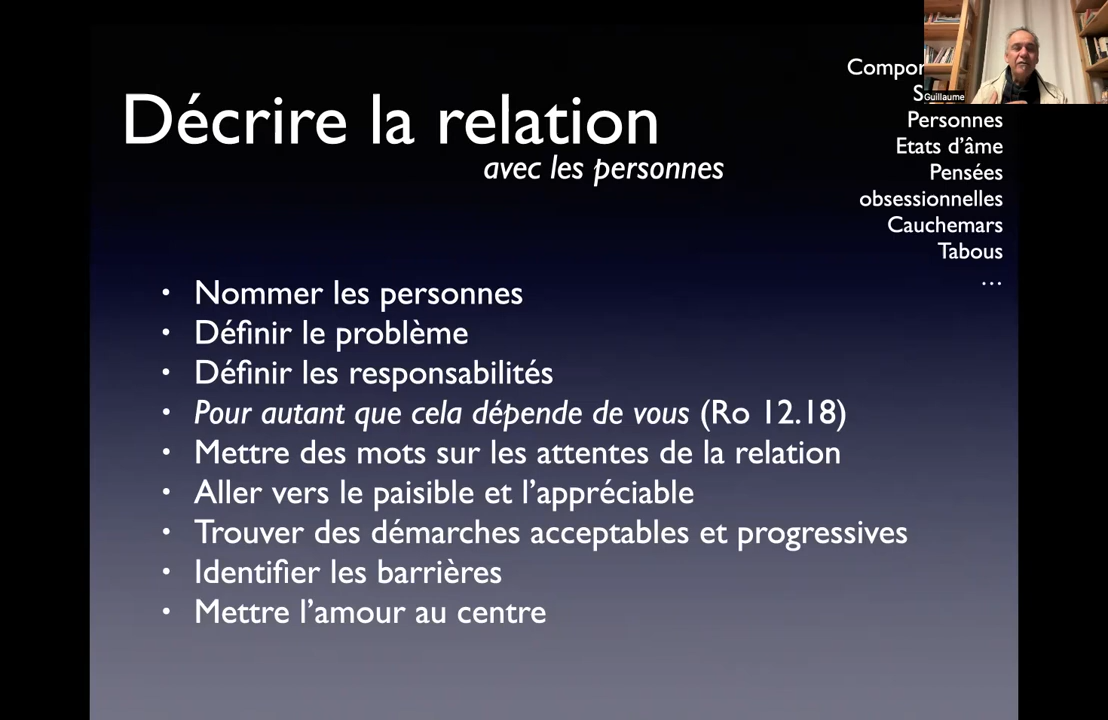 Décrire la relation
avec les personnes
Personnes
Etats d’âme
Pensées
obsessionnelles
Cauchemars
Tabous
...
Guillaume
• Nommer les personnes
• Définir le problème
• Définir les responsabilités
• Pour autant que cela dépende de vous (Ro 12.18)
• Mettre des mots sur les attentes de la relation
• Aller vers le paisible et l’appréciable
• Trouver des démarches acceptables et progressives
• Identifier les barrières
• Mettre l’amour au centre